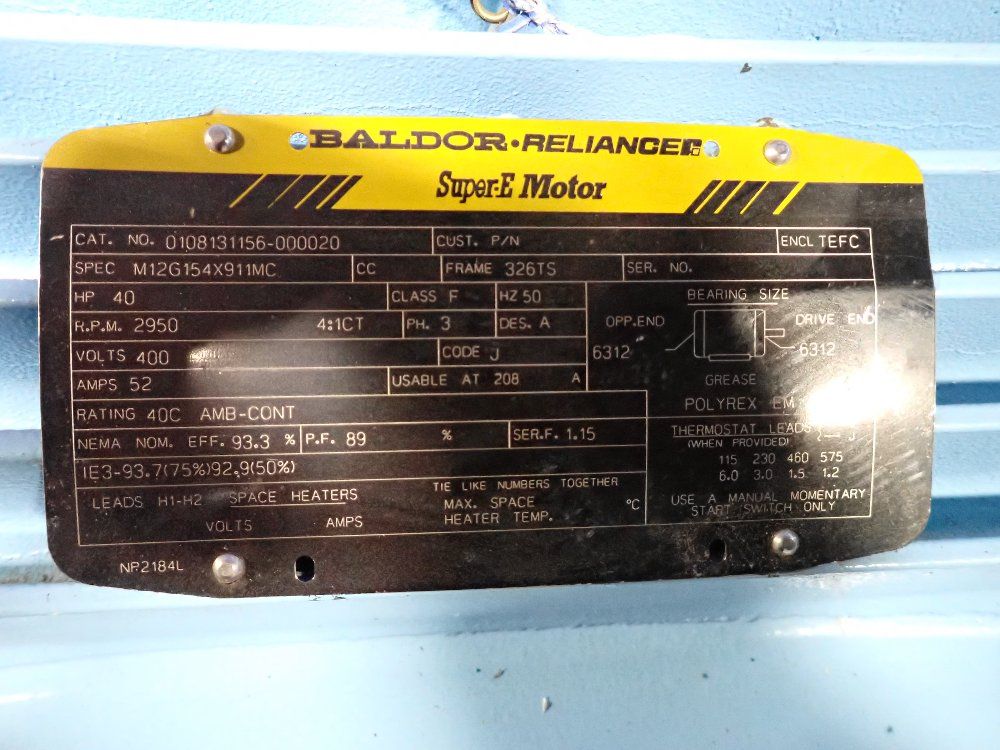 BALDOR • RELIANCE
Super-E Motor
CAT. NO. 0108131156-000020 CUST. P/N ENCL TEFC
SPEC M12G154X911MC CC FRAME 326TS SER. NO.
HP 40 CLASS F HZ 50
R.P.M. 2950 4:1CT PH. 3 DES. A
VOLTS 400 CODE J
AMPS 52 USABLE AT 208 A
RATING 40C AMB-CONT
NEMA NOM. EFF. 93.3 % P.F. 89 % SER.F. 1.15
IE3-93.7(75%)92.9(50%)
LEADS H1-H2 SPACE HEATERS
VOLTS AMPS
TIE LIKE NUMBERS TOGETHER
MAX. SPACE °C
HEATER TEMP.
BEARING SIZE
OPP.END DRIVE END
6312 6312
GREASE
POLYREX EM
THERMOSTAT LEADS J
(WHEN PROVIDED)
115 230 460 575
6.0 3.0 1.5 1.2
USE A MANUAL MOMENTARY
START SWITCH ONLY
NP2184L